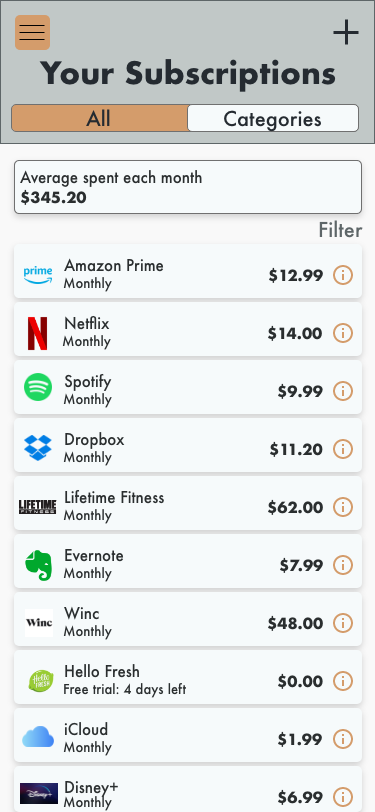 Your Subscriptions
All Categories
Average spent each month
$345.20
Filter
prime Amazon Prime
Monthly $12.99
Netflix
Monthly $14.00
Spotify
Monthly $9.99
Dropbox
Monthly $11.20
LIFETIME FITNESS Lifetime Fitness
Monthly $62.00
Evernote
Monthly $7.99
Winc Winc
Monthly $48.00
Hello FRESH Hello Fresh
Free trial: 4 days left $0.00
iCloud
Monthly $1.99
Disney+ Disney+
Monthly $6.99